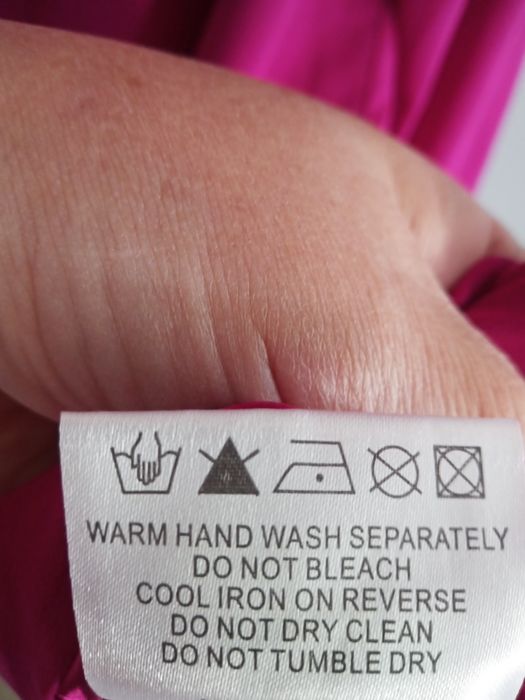 WARM HAND WASH SEPARATELY
DO NOT BLEACH
COOL IRON ON REVERSE
DO NOT DRY CLEAN
DO NOT TUMBLE DRY